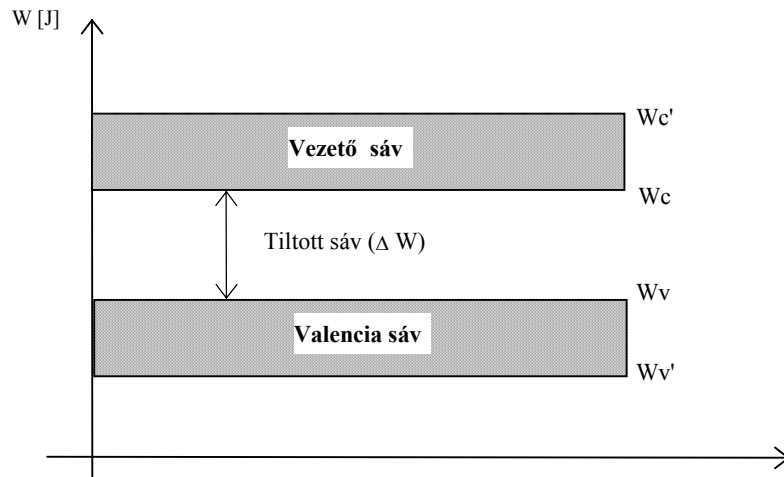 W [J]
Wc'
Vezető sáv
Wc
Tiltott sáv (Δ W)
Wv
Valencia sáv
Wv'